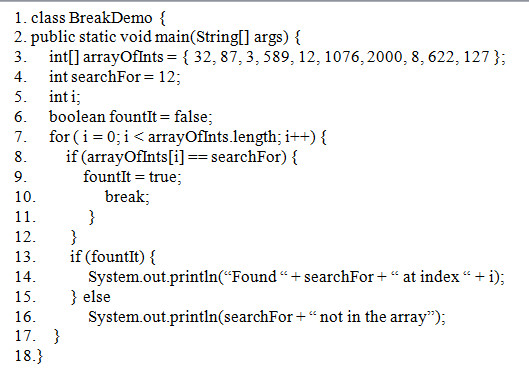 1. class BreakDemo {
2. public static void main(String[] args) {
3. int[] arrayOfInts = { 32, 87, 3, 589, 12, 1076, 2000, 8, 622, 127 };
4. int searchFor = 12;
5. int i;
6. boolean fountIt = false;
7. for ( i = 0; i < arrayOfInts.length; i++) {
8. if (arrayOfInts[i] == searchFor) {
9. fountIt = true;
10. break;
11. }
12. }
13. if (fountIt) {
14. System.out.println(“Found “ + searchFor + “ at index “ + i);
15. } else
16. System.out.println(searchFor + “ not in the array”);
17. }
18.}